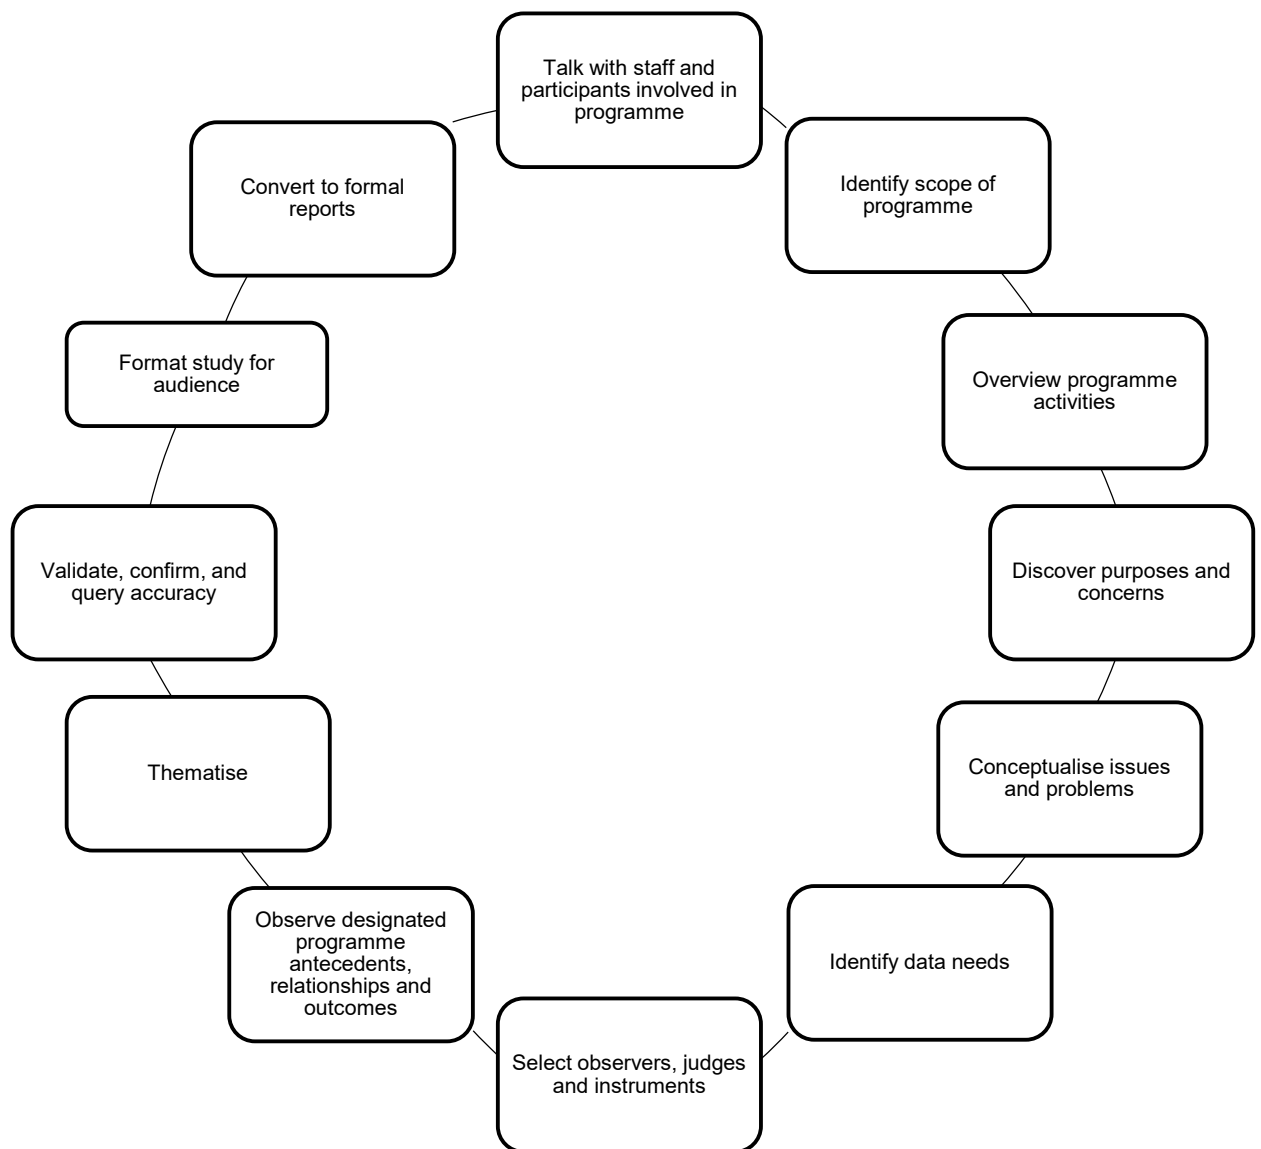 Talk with staff and
participants involved in
programme
Identify scope of
programme
Overview programme
activities
Discover purposes and
concerns
Conceptualise issues
and problems
Identify data needs
Select observers, judges
and instruments
Observe designated
programme
antecedents,
relationships and
outcomes
Thematise
Validate, confirm, and
query accuracy
Format study for
audience
Convert to formal
reports